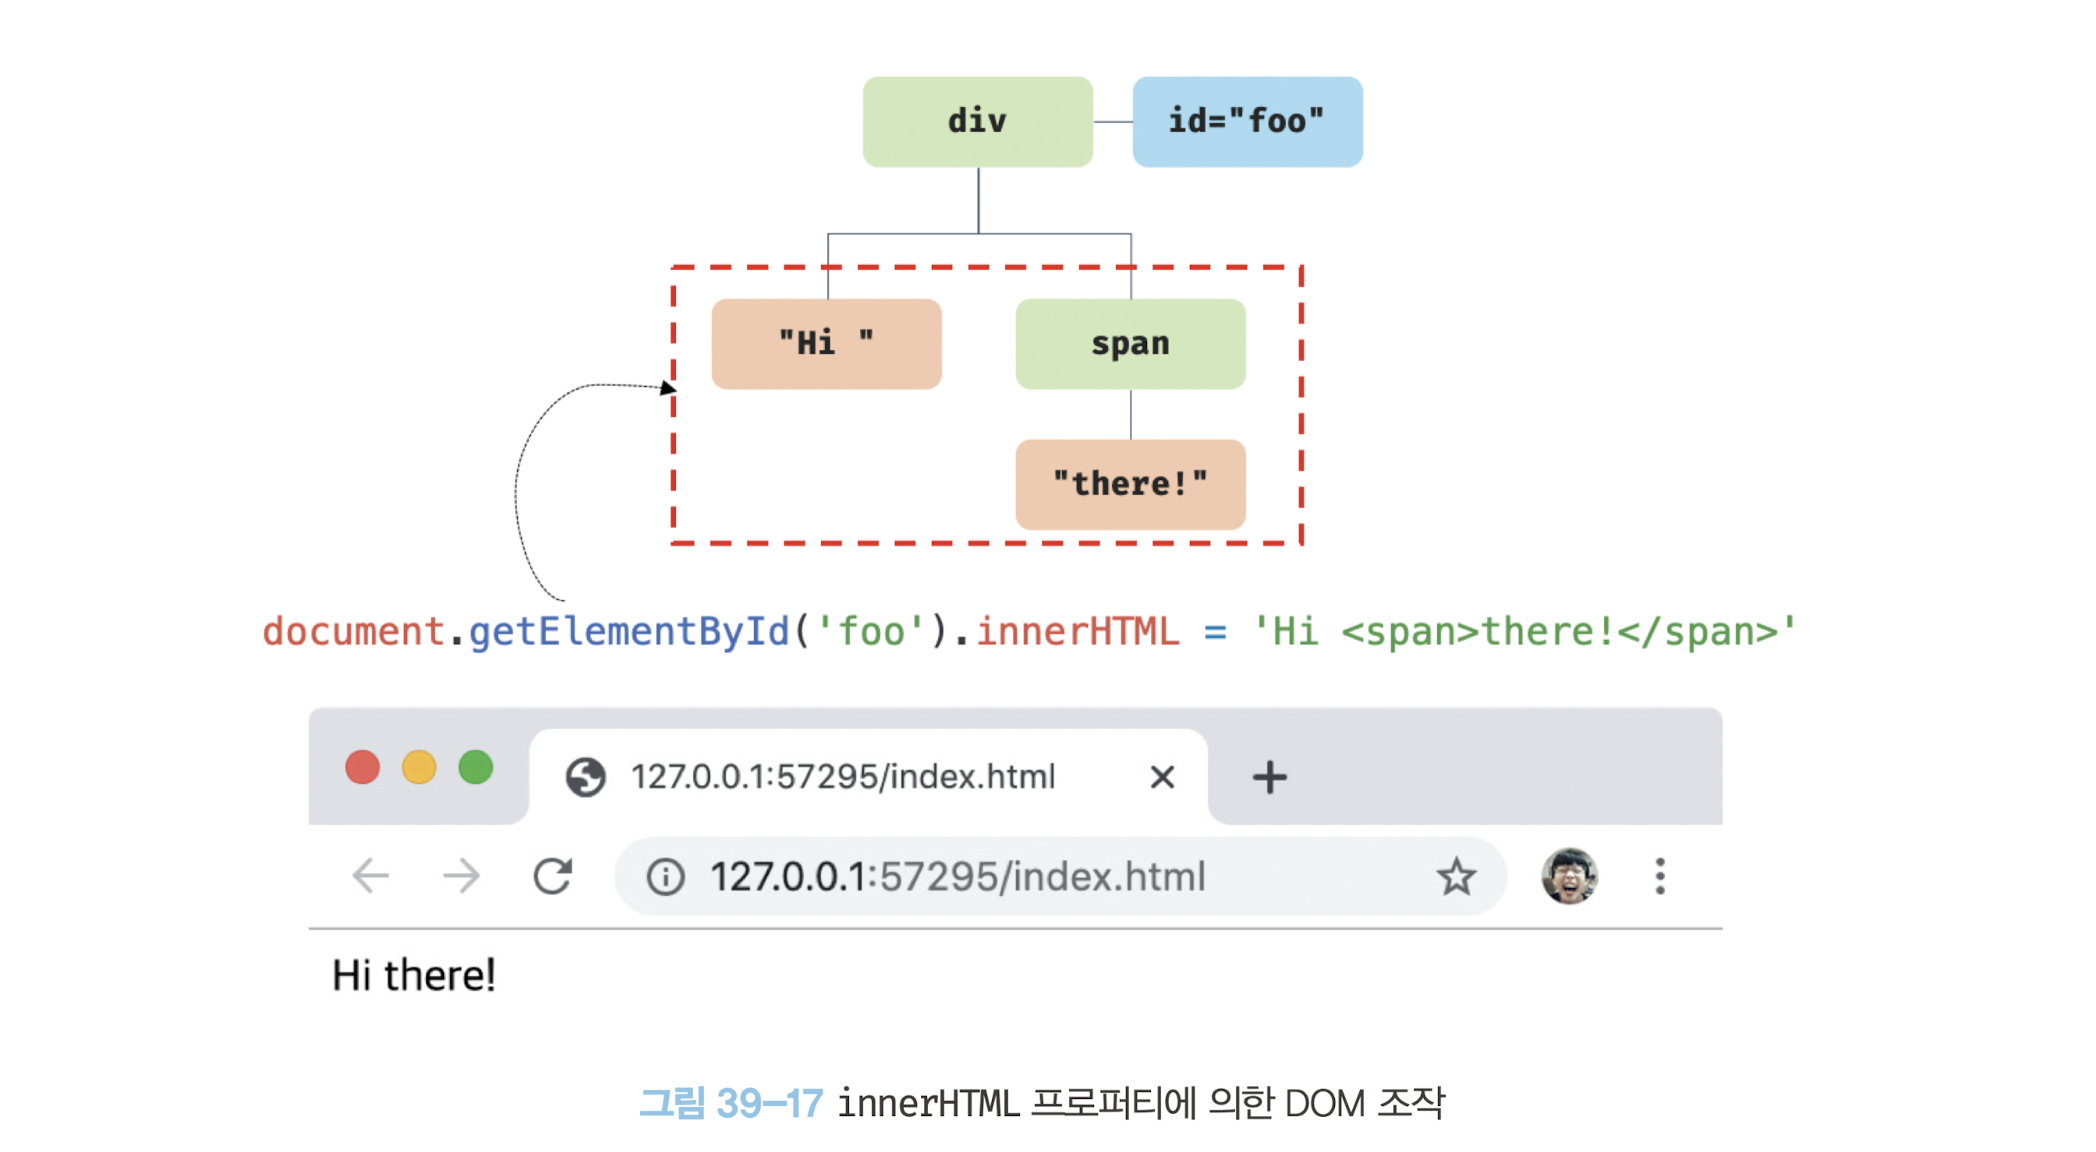 div
id="foo"
"Hi "
span
"there!"
document.getElementById('foo').innerHTML = 'Hi <span>there!</span>'
127.0.0.1:57295/index.html
127.0.0.1:57295/index.html
Hi there!
그림 39-17 innerHTML 프로퍼티에 의한 DOM 조작